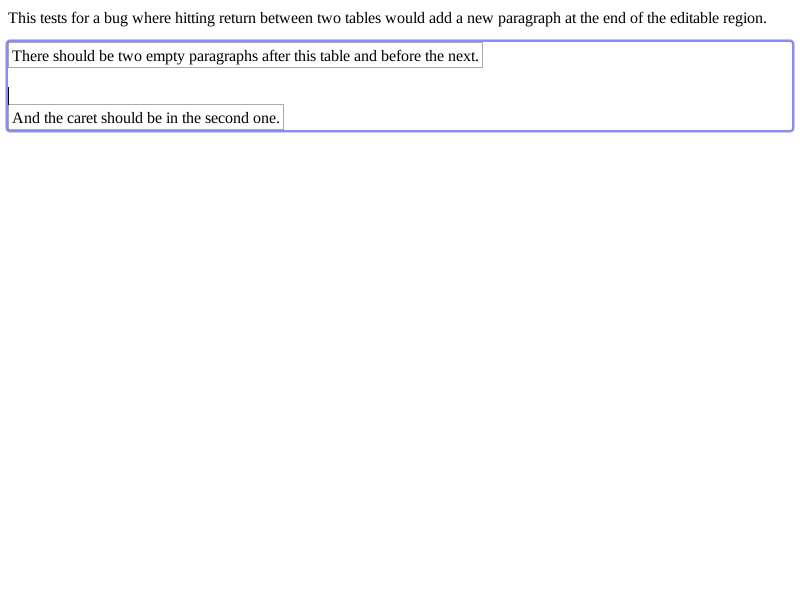 This tests for a bug where hitting return between two tables would add a new paragraph at the end of the editable region.
There should be two empty paragraphs after this table and before the next.
And the caret should be in the second one.